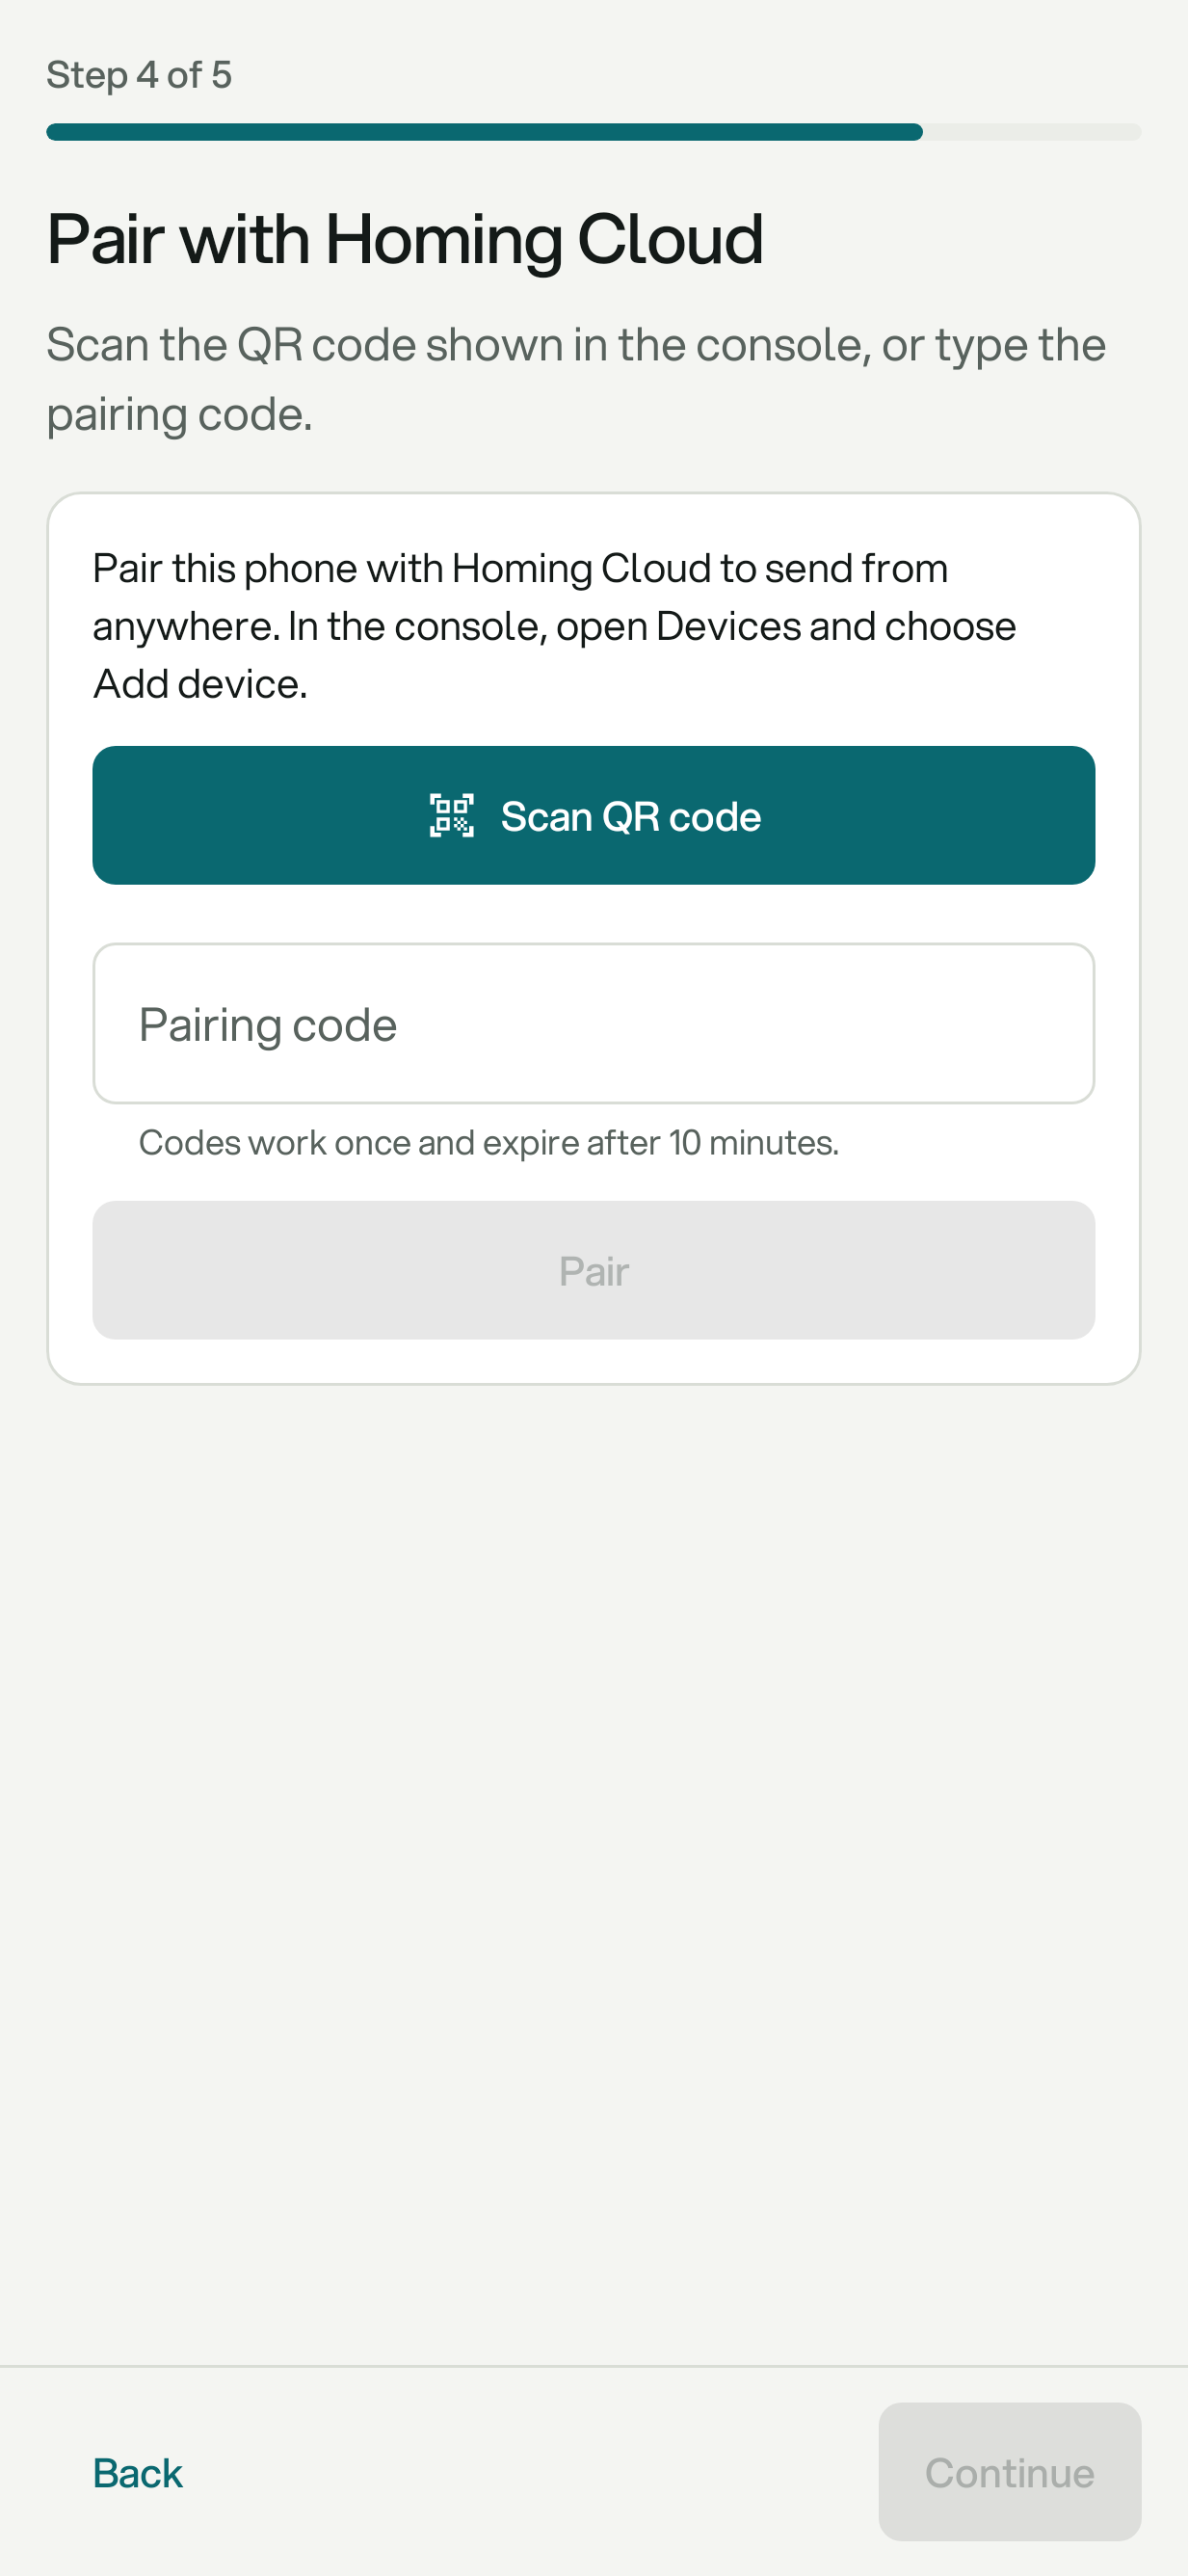 Step 4 of 5
Pair with Homing Cloud
Scan the QR code shown in the console, or type the
pairing code.
Pair this phone with Homing Cloud to send from
anywhere. In the console, open Devices and choose
Add device.
Scan QR code
Pairing code
Codes work once and expire after 10 minutes.
Pair
Back
Continue